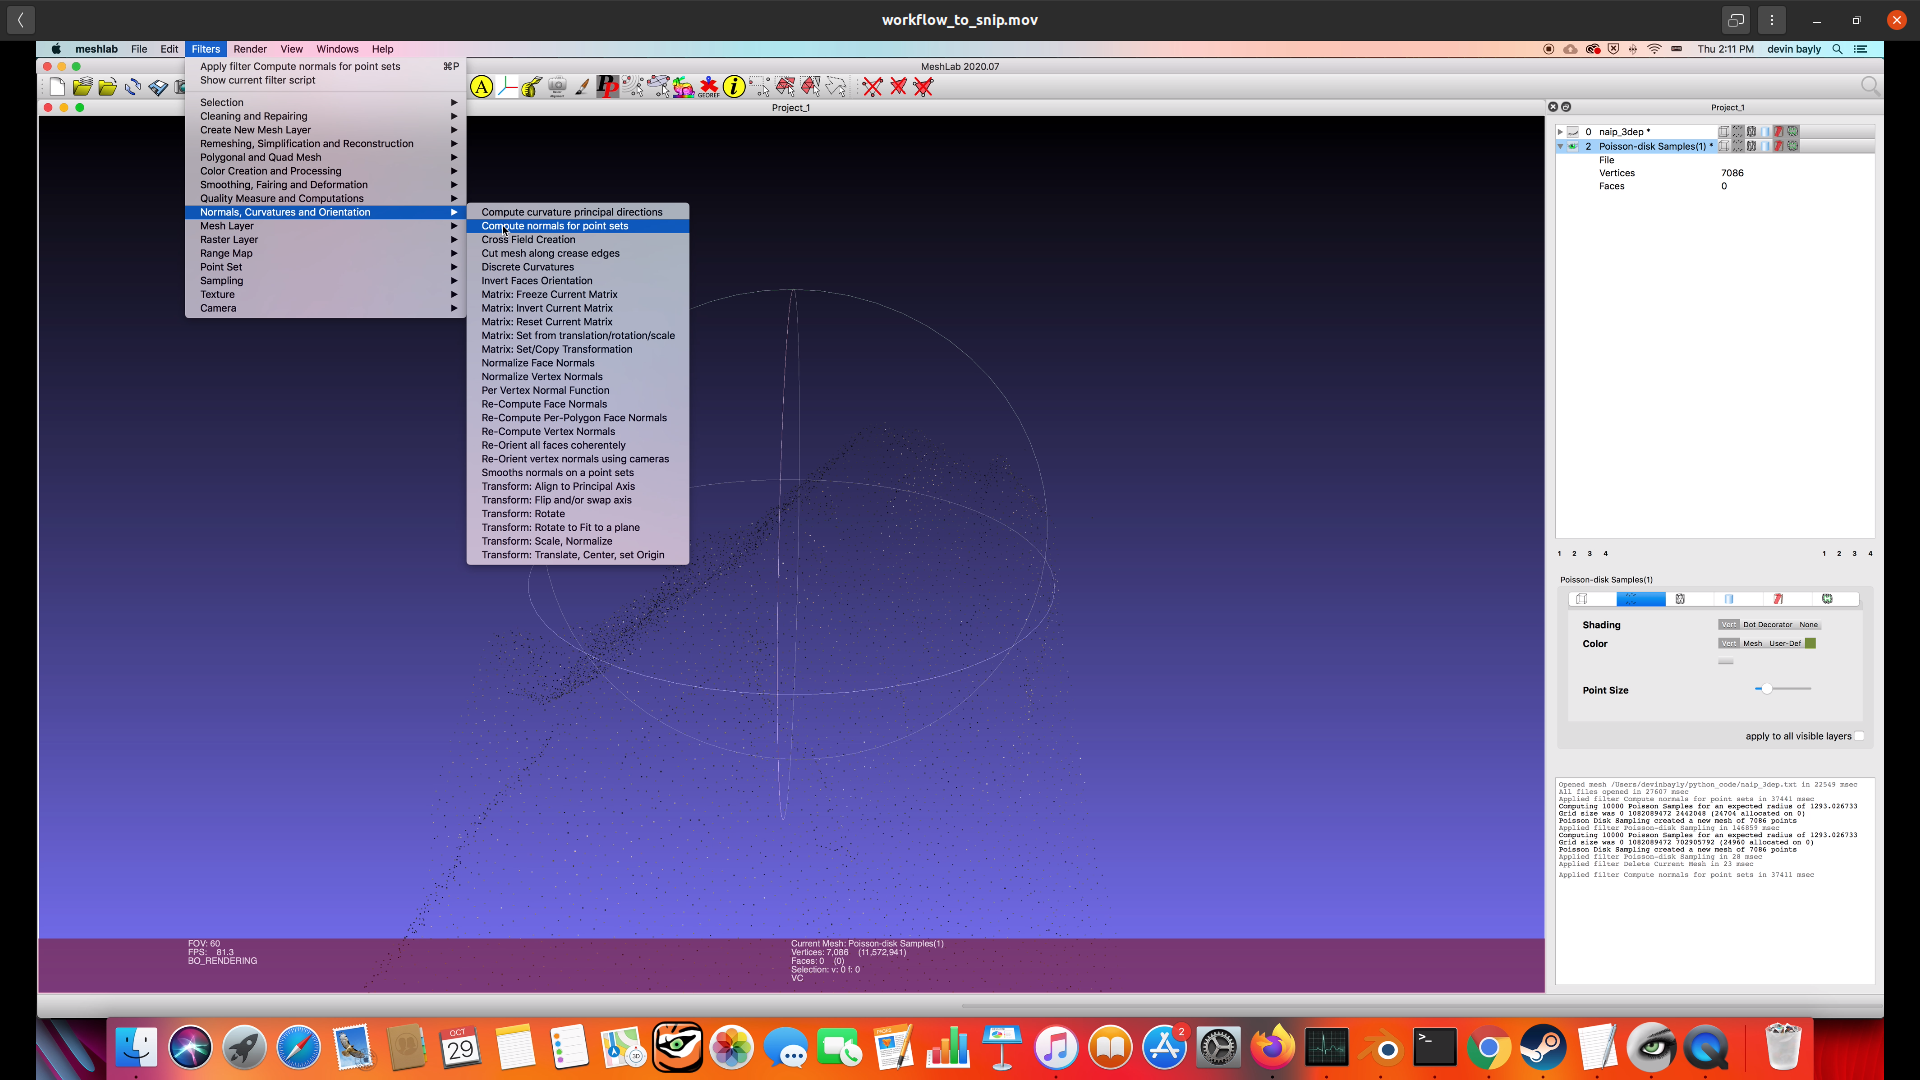 workflow_to_snip.mov
meshlab File Edit Filters Render View Windows Help
Thu 2:11 PM devin bayly
MeshLab 2020.07
Project_1
Project_1
Apply filter Compute normals for point sets ⌘P
Show current filter script
Selection
Cleaning and Repairing
Create New Mesh Layer
Remeshing, Simplification and Reconstruction
Polygonal and Quad Mesh
Color Creation and Processing
Smoothing, Fairing and Deformation
Quality Measure and Computations
Normals, Curvatures and Orientation
Mesh Layer
Raster Layer
Range Map
Point Set
Sampling
Texture
Camera
Compute curvature principal directions
Compute normals for point sets
Cross Field Creation
Cut mesh along crease edges
Discrete Curvatures
Invert Faces Orientation
Matrix: Freeze Current Matrix
Matrix: Invert Current Matrix
Matrix: Reset Current Matrix
Matrix: Set from translation/rotation/scale
Matrix: Set/Copy Transformation
Normalize Face Normals
Normalize Vertex Normals
Per Vertex Normal Function
Re-Compute Face Normals
Re-Compute Per-Polygon Face Normals
Re-Compute Vertex Normals
Re-Orient all faces coherentely
Re-Orient vertex normals using cameras
Smooths normals on a point sets
Transform: Align to Principal Axis
Transform: Flip and/or swap axis
Transform: Rotate
Transform: Rotate to Fit to a plane
Transform: Scale, Normalize
Transform: Translate, Center, set Origin
0 naip_3dep *
2 Poisson-disk Samples(1) *
File
Vertices 7086
Faces 0
1 2 3 4 1 2 3 4
Poisson-disk Samples(1)
Shading Vert Dot Decorator None
Color Vert Mesh User-Def
Point Size
apply to all visible layers
Opened mesh /Users/devinbayly/python_code/naip_3dep.txt in 22549 msec
All files opened in 27607 msec
Applied filter Compute normals for point sets in 37441 msec
Computing 10000 Poisson Samples for an expected radius of 1293.026733
Grid size was 0 1082089472 2442048 (24704 allocated on 0)
Poisson Disk Sampling created a new mesh of 7086 points
Applied filter Poisson-disk Sampling in 146859 msec
Computing 10000 Poisson Samples for an expected radius of 1293.026733
Grid size was 0 1082089472 702905792 (24960 allocated on 0)
Poisson Disk Sampling created a new mesh of 7086 points
Applied filter Poisson-disk Sampling in 28 msec
Applied filter Delete Current Mesh in 23 msec
Applied filter Compute normals for point sets in 37411 msec
FOV: 60
FPS: 81.3
BO_RENDERING
Current Mesh: Poisson-disk Samples(1)
Vertices: 7,086 (11,572,941)
Faces: 0 (0)
Selection: v: 0 f: 0
VC
OCT
29
3D
2